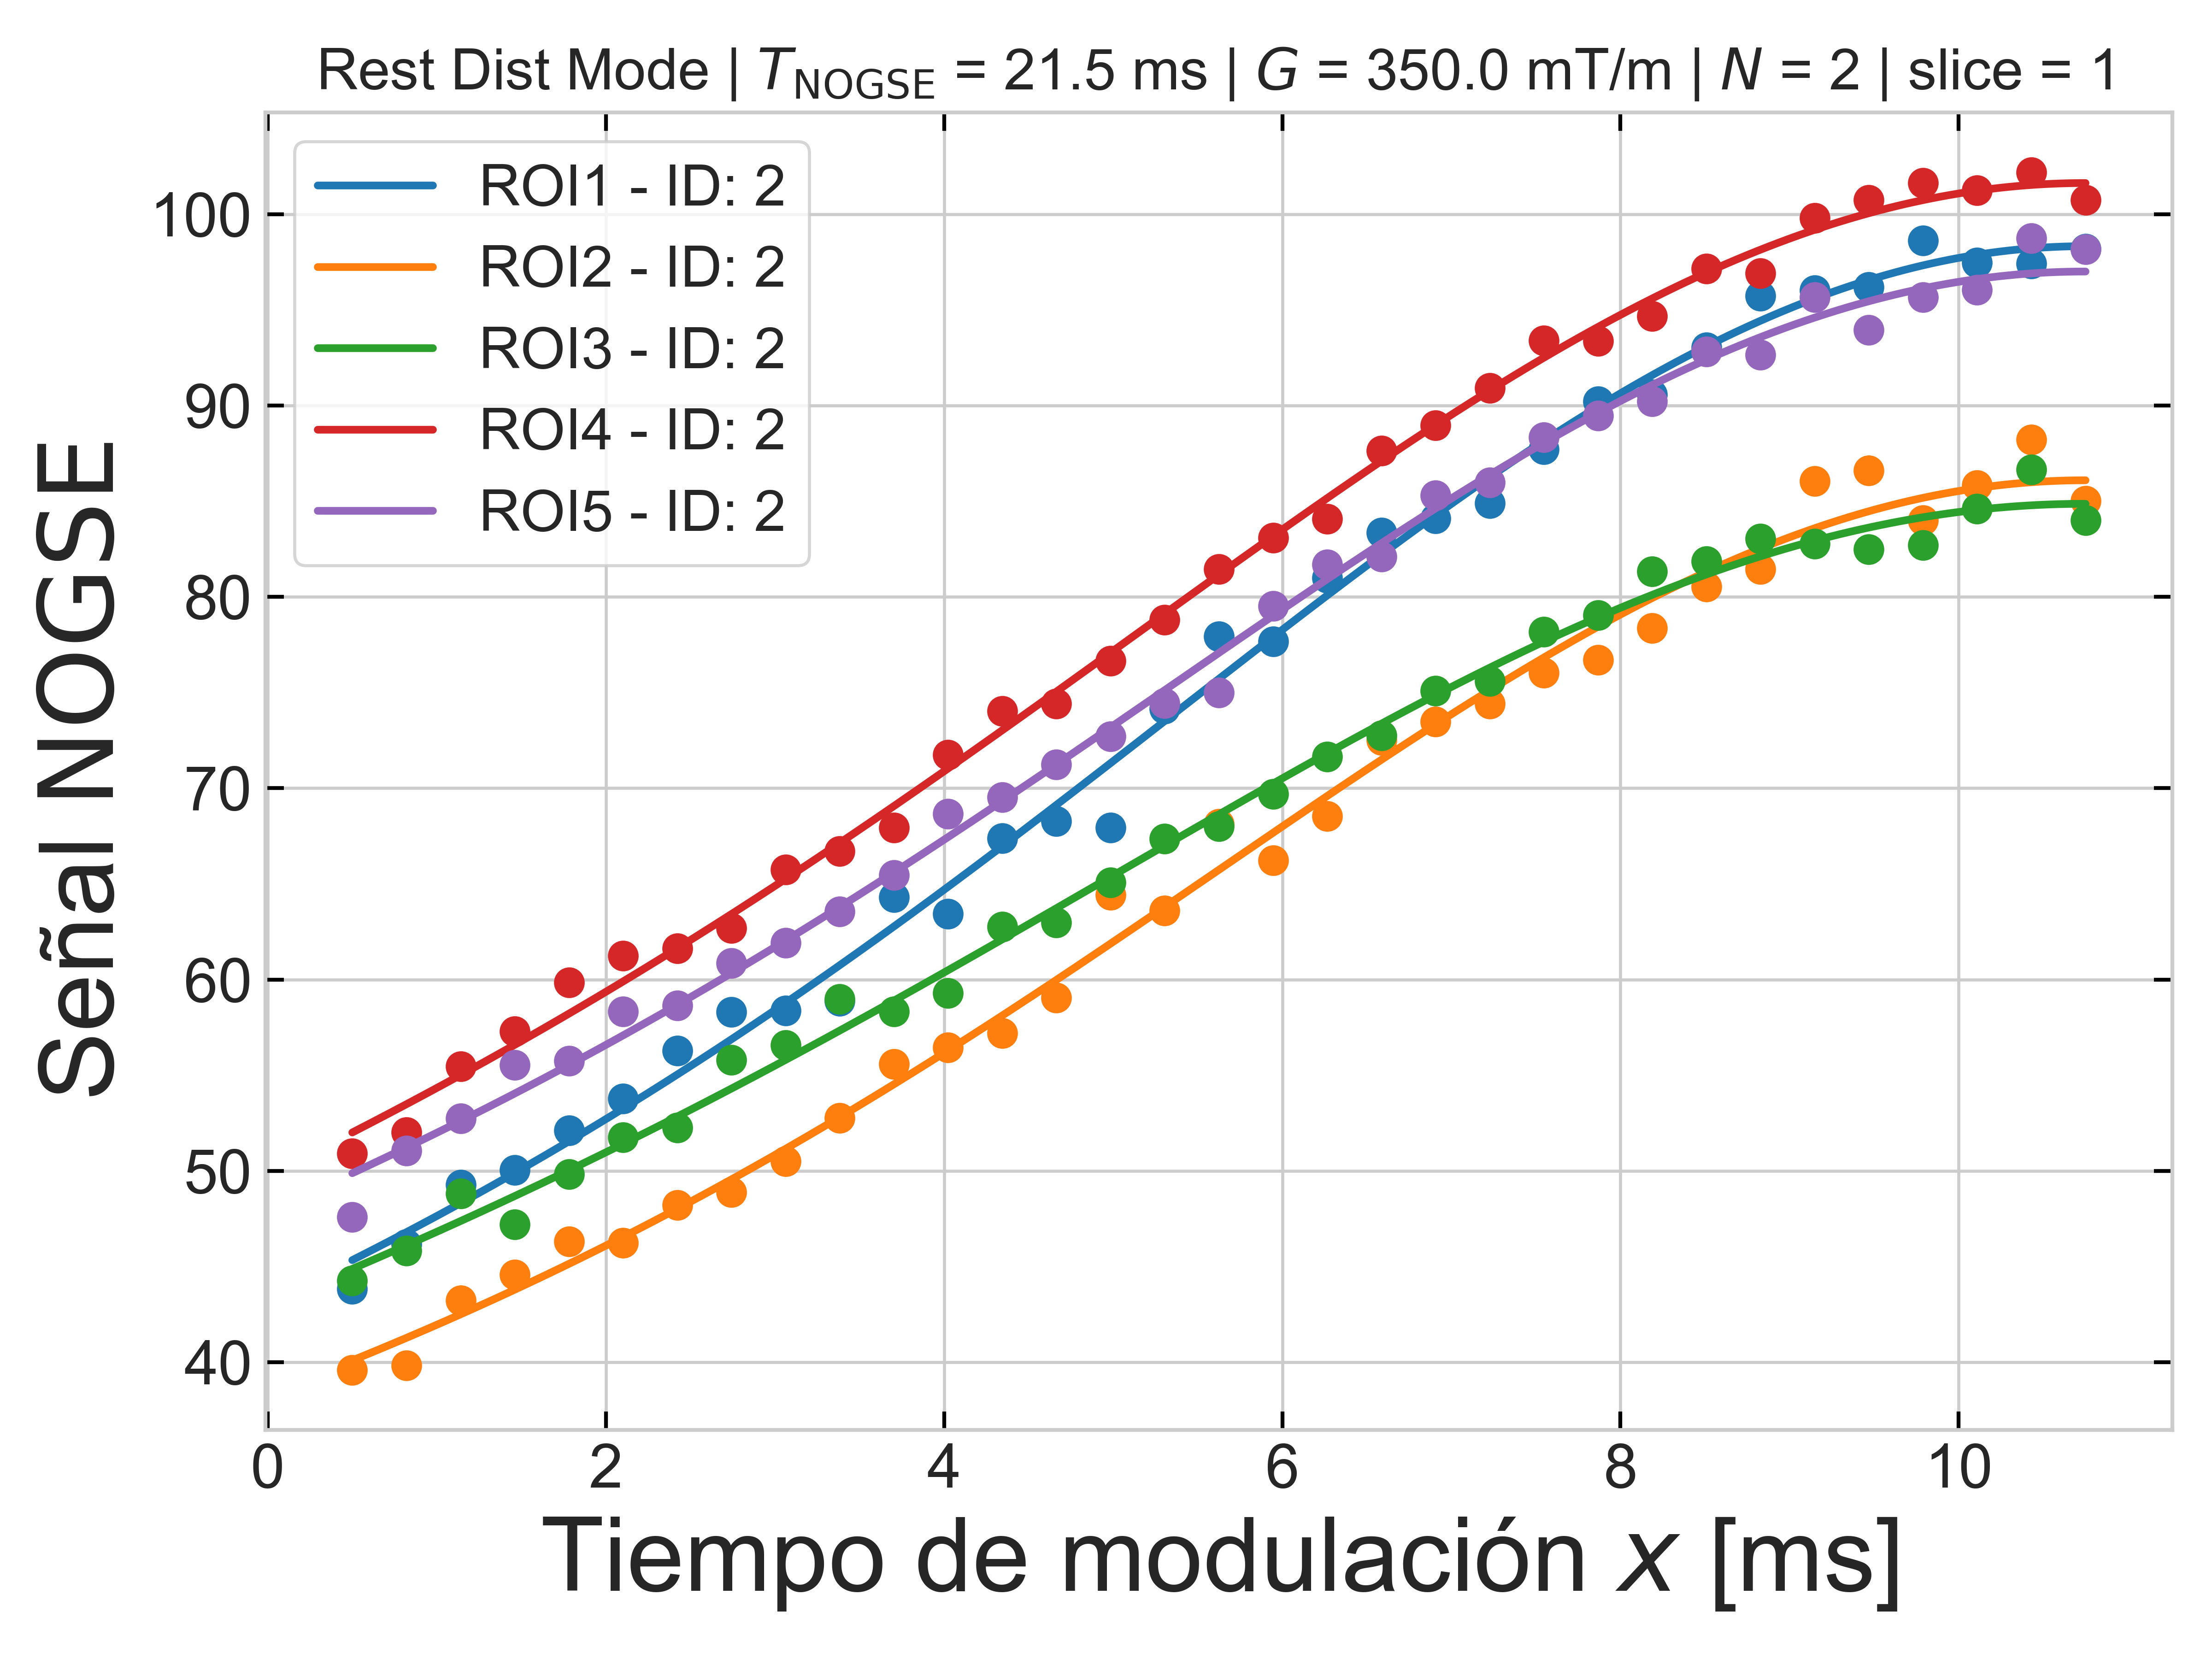 Rest Dist Mode | T_NOGSE = 21.5 ms | G = 350.0 mT/m | N = 2 | slice = 1
ROI1 - ID: 2
ROI2 - ID: 2
ROI3 - ID: 2
ROI4 - ID: 2
ROI5 - ID: 2
Señal NOGSE
100
90
80
70
60
50
40
0 2 4 6 8 10
Tiempo de modulación x [ms]